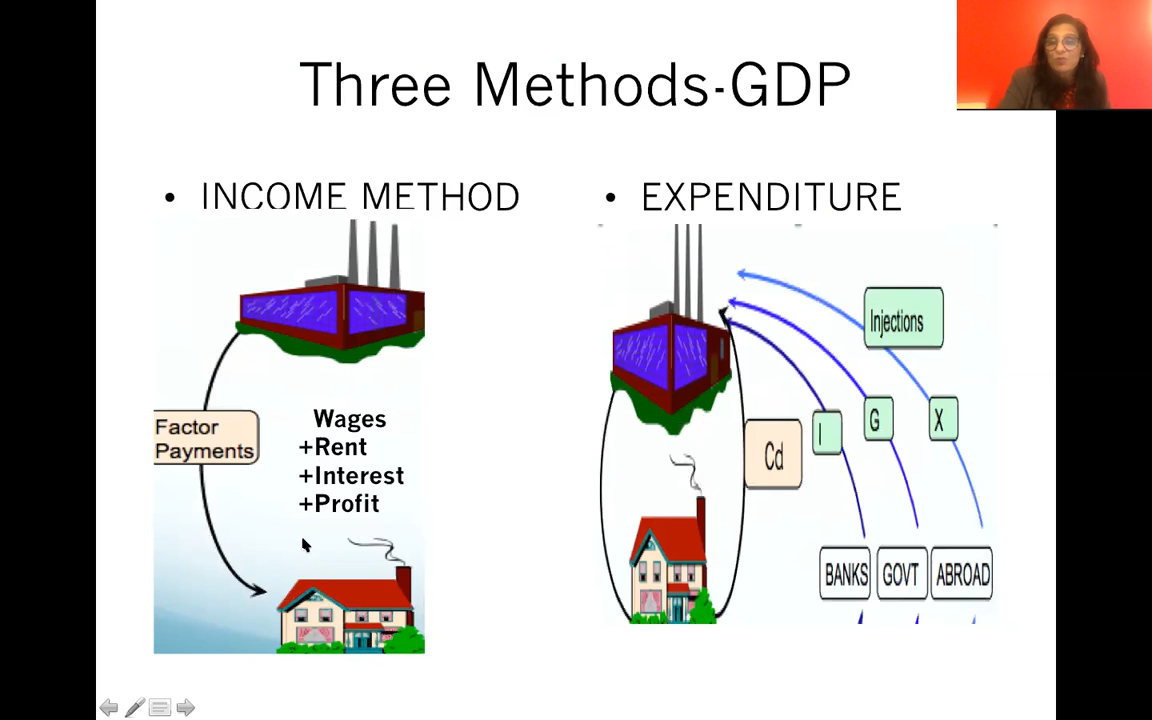 Three Methods-GDP
• INCOME METHOD
Factor
Payments
Wages
+Rent
+Interest
+Profit
• EXPENDITURE
Injections
I
G
X
Cd
BANKS
GOVT
ABROAD